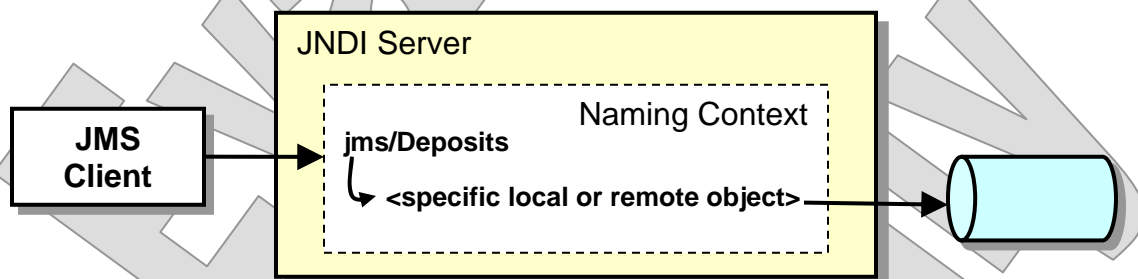 JNDI Server
Naming Context
JMS
Client
jms/Deposits
<specific local or remote object>